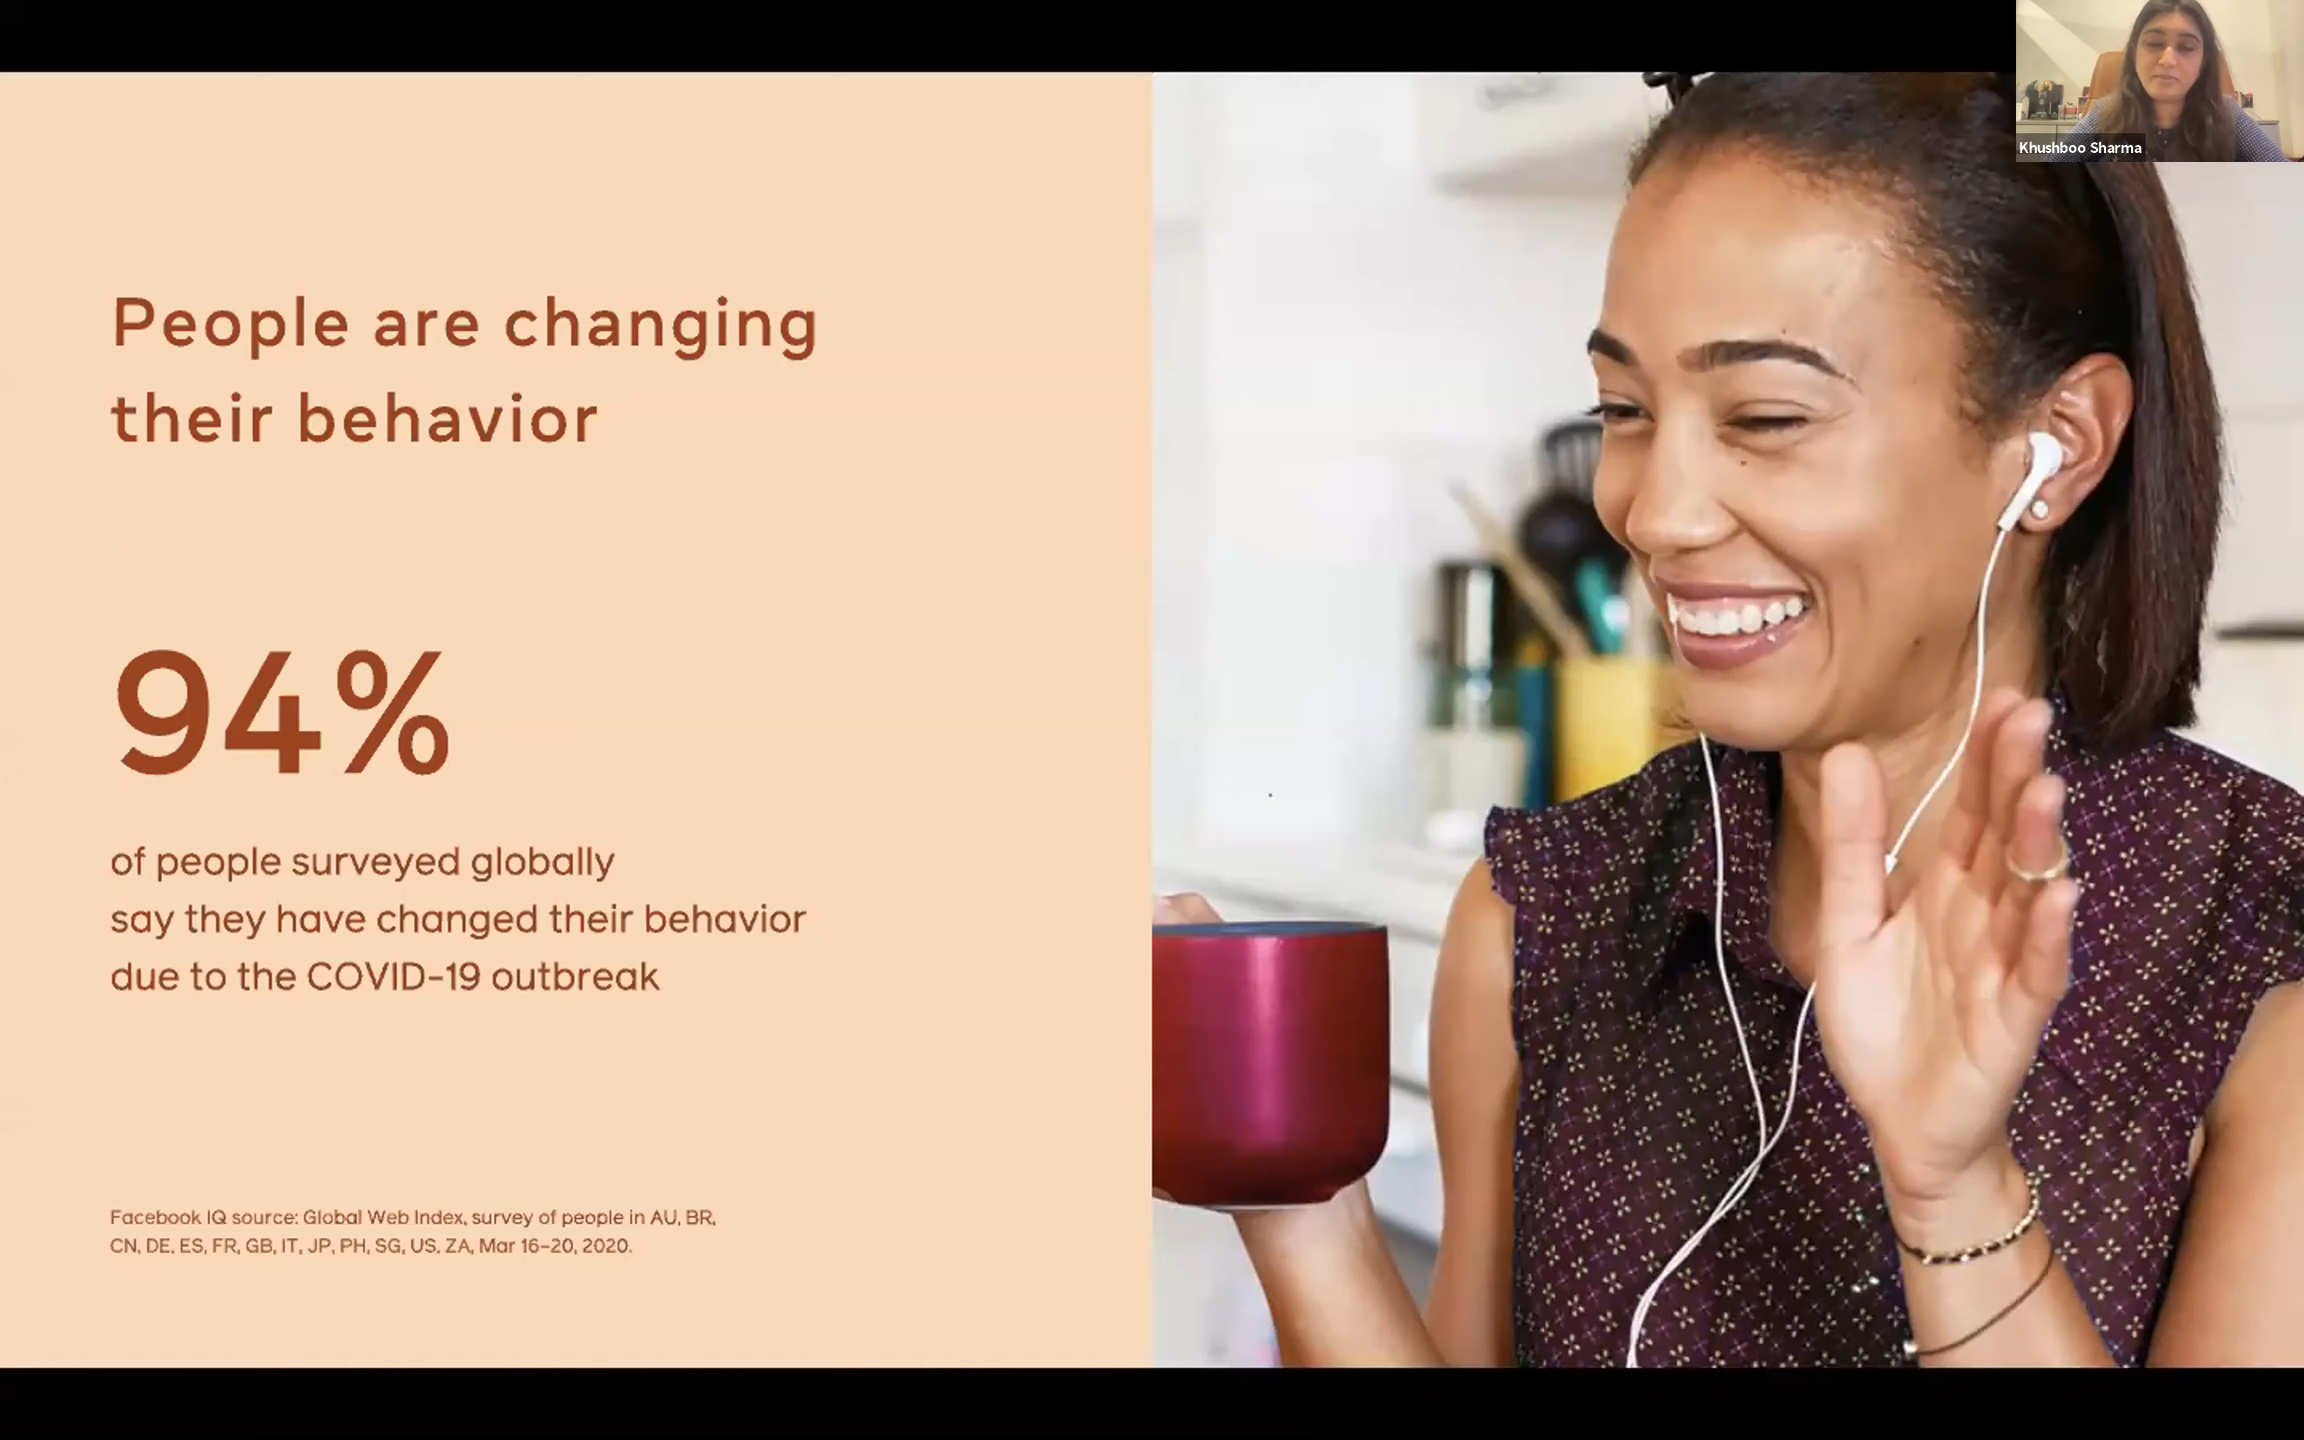 Khushboo Sharma
People are changing
their behavior
94%
of people surveyed globally
say they have changed their behavior
due to the COVID-19 outbreak
Facebook IQ source: Global Web Index, survey of people in AU, BR,
CN, DE, ES, FR, GB, IT, JP, PH, SG, US, ZA, Mar 16–20, 2020.